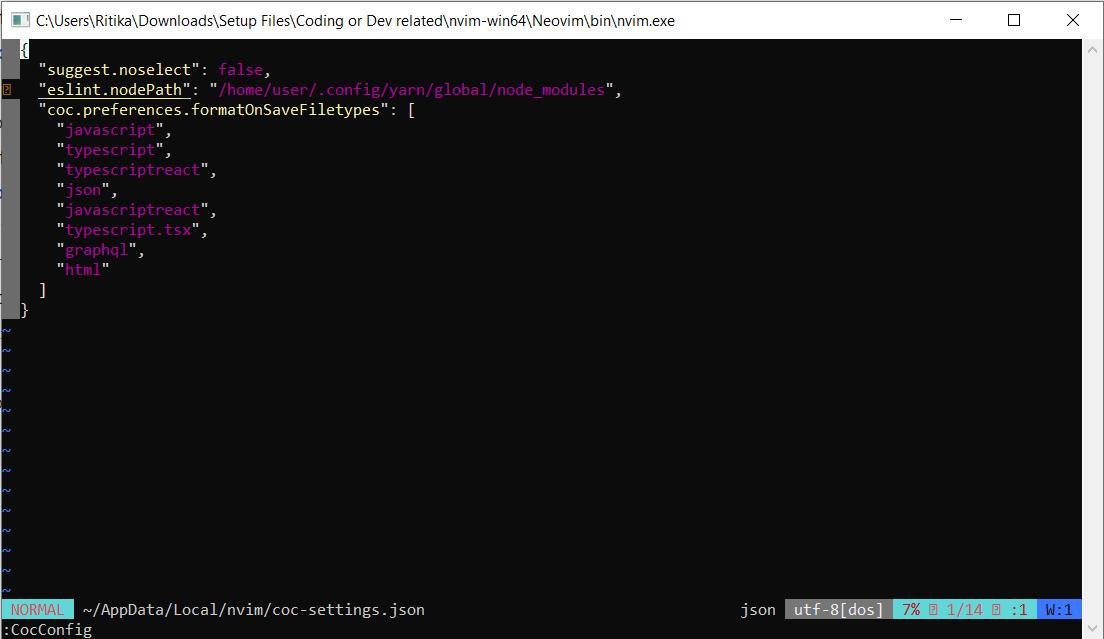 C:\Users\Ritika\Downloads\Setup Files\Coding or Dev related\nvim-win64\Neovim\bin\nvim.exe
{
  "suggest.noselect": false,
  "eslint.nodePath": "/home/user/.config/yarn/global/node_modules",
  "coc.preferences.formatOnSaveFiletypes": [
    "javascript",
    "typescript",
    "typescriptreact",
    "json",
    "javascriptreact",
    "typescript.tsx",
    "graphql",
    "html"
  ]
}
~
~
~
~
~
~
~
~
~
~
~
~
~
~
NORMAL ~/AppData/Local/nvim/coc-settings.json json utf-8[dos] 7% 1/14 :1 W:1
:CocConfig